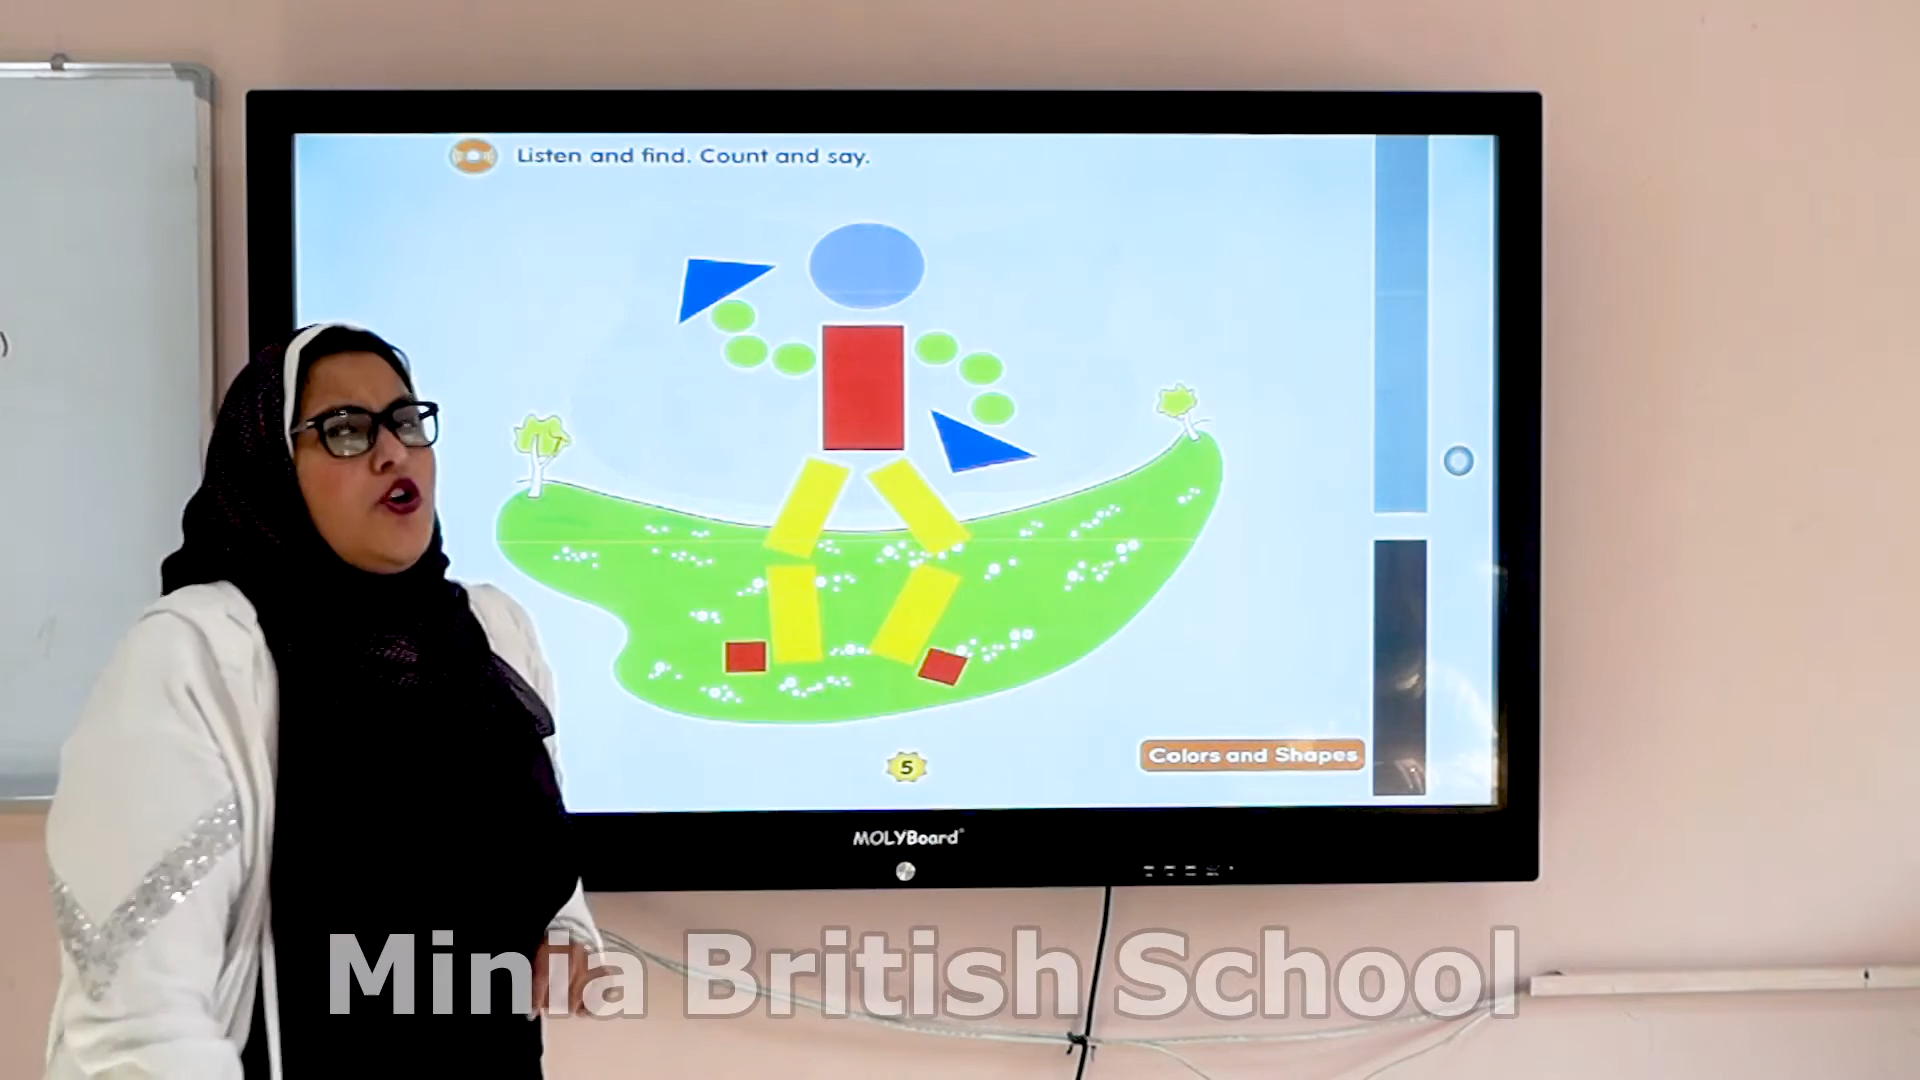 Listen and find. Count and say.
5
Colors and Shapes
MOLYBoard
Minia British School